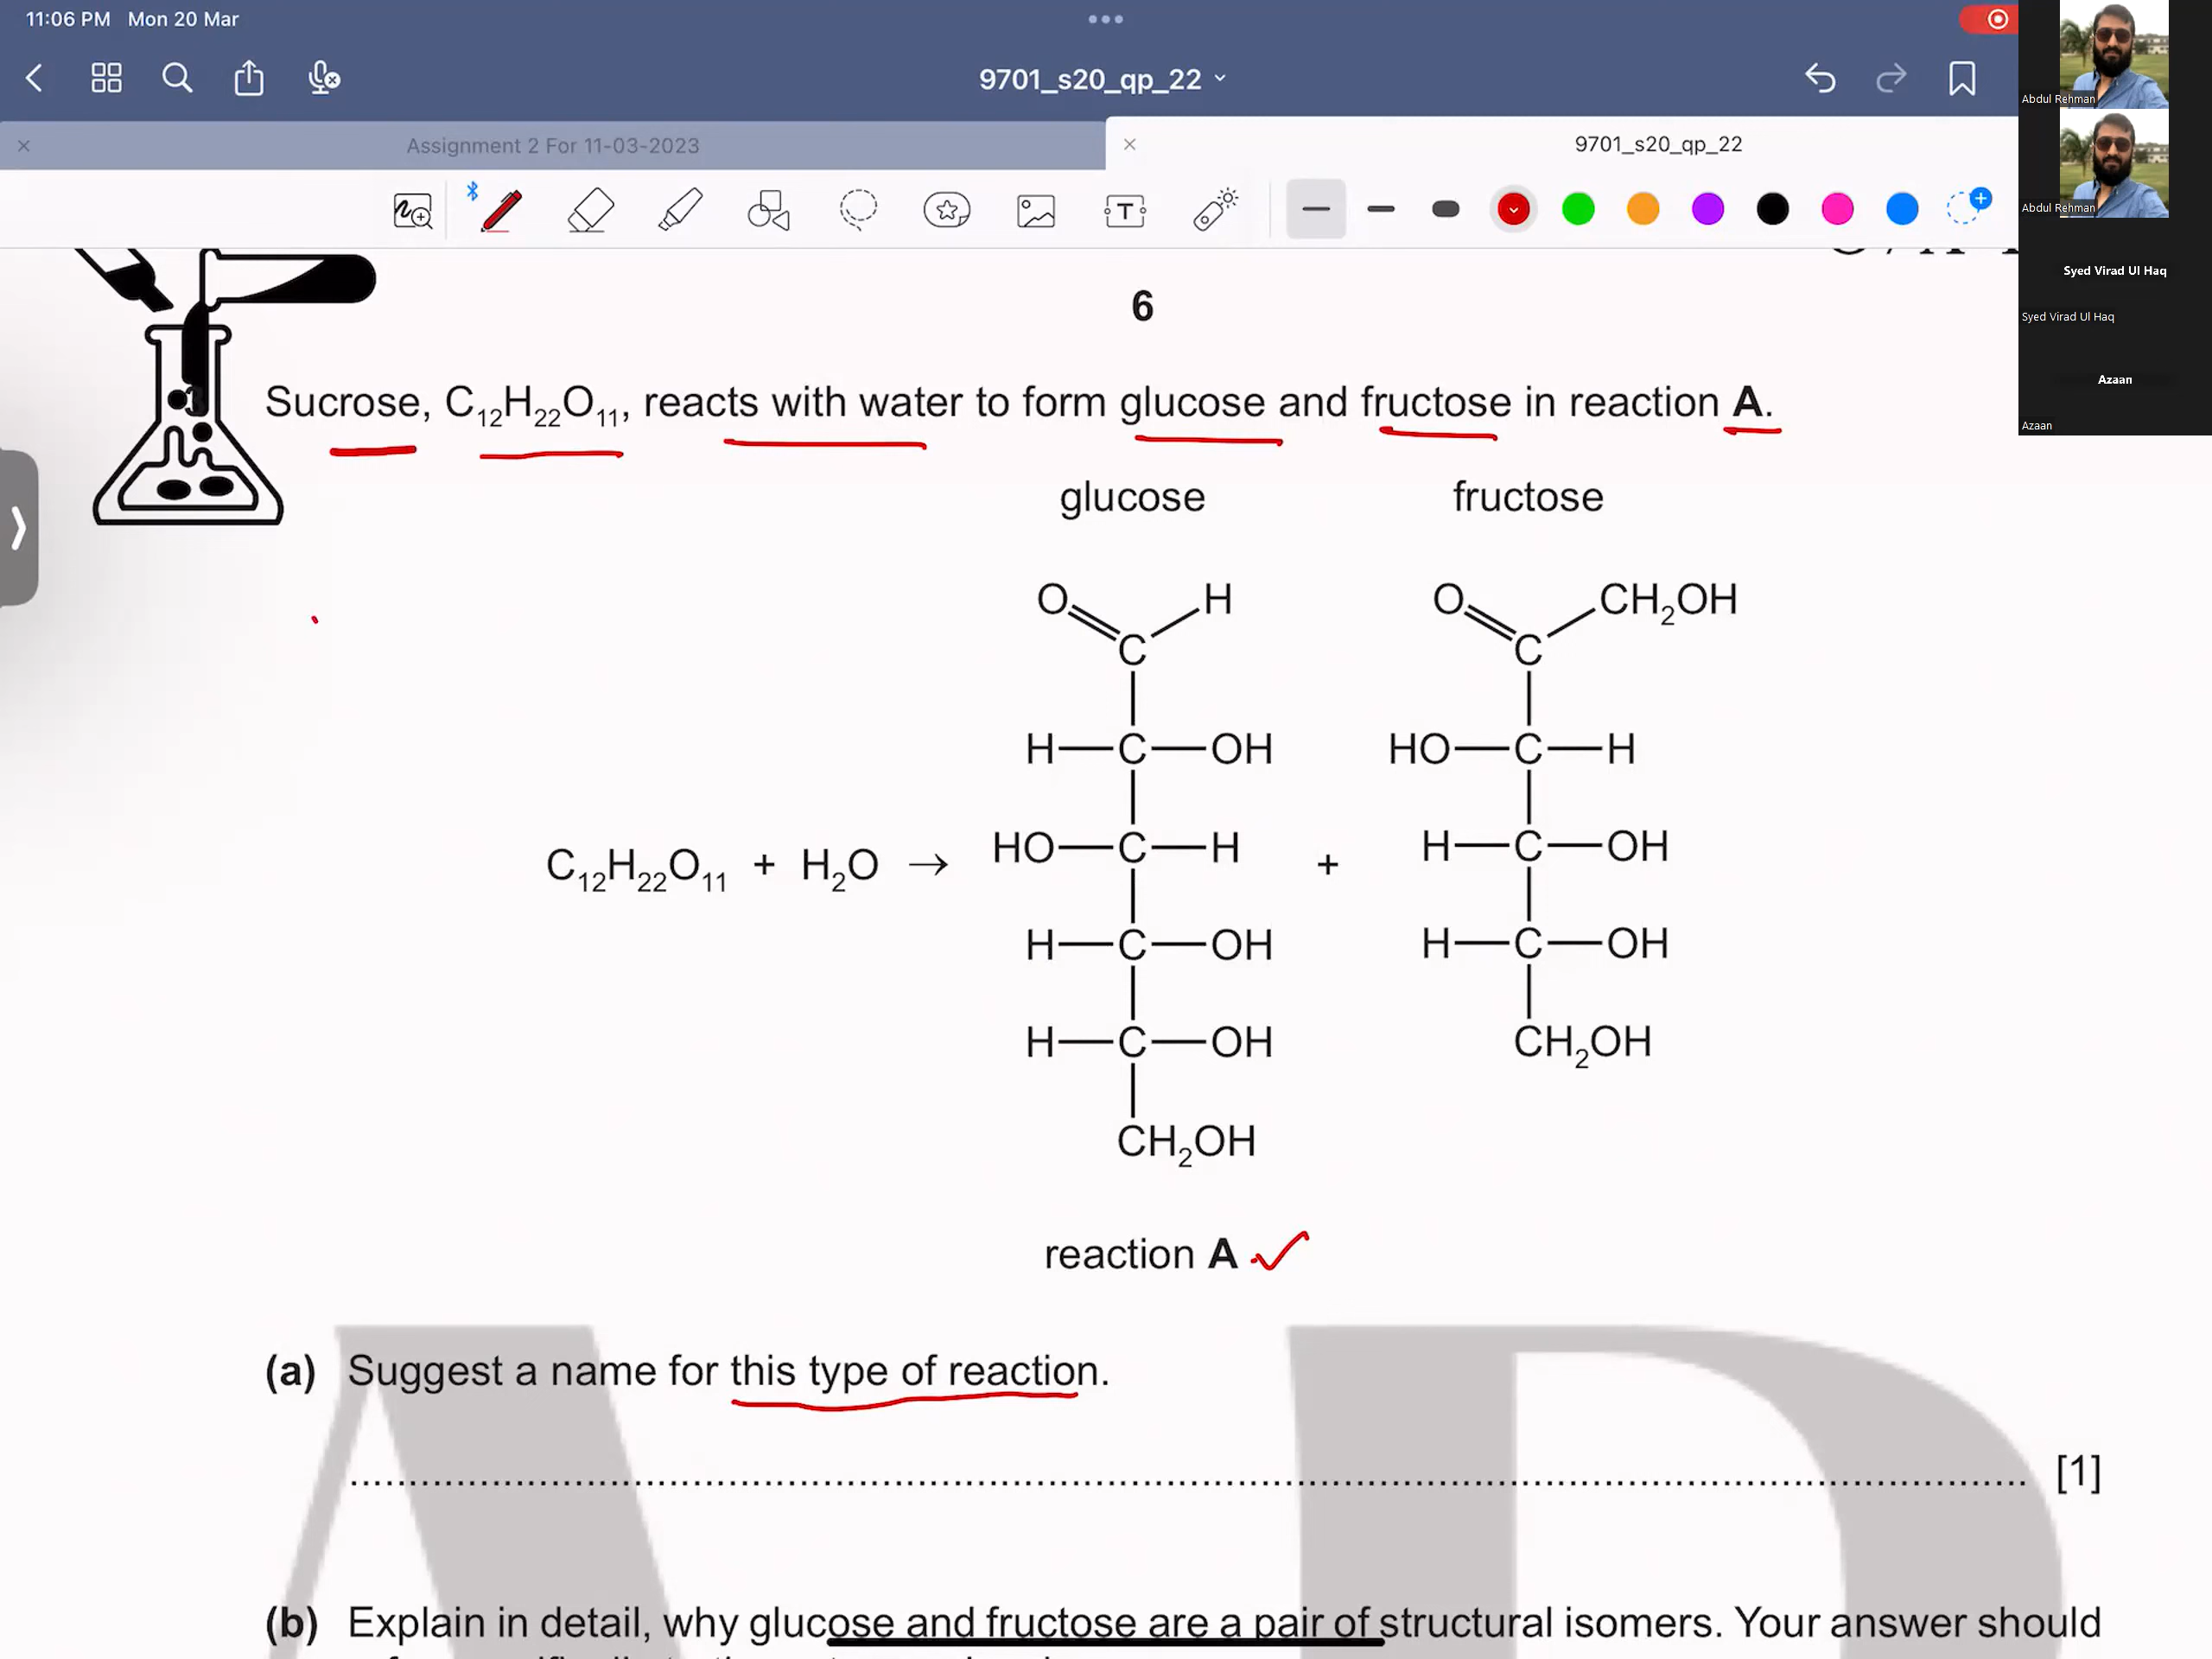 11:06 PM Mon 20 Mar
9701_s20_qp_22
Assignment 2 For 11-03-2023
9701_s20_qp_22
Abdul Rehman
Abdul Rehman
Syed Virad Ul Haq
Syed Virad Ul Haq
Azaan
Azaan
6
3 Sucrose, C12H22O11, reacts with water to form glucose and fructose in reaction A.
glucose fructose
O H O CH2OH
C C
H C OH HO C H
HO C H H C OH
C12H22O11 + H2O → +
H C OH H C OH
H C OH CH2OH
CH2OH
reaction A
(a) Suggest a name for this type of reaction.
[1]
(b) Explain in detail, why glucose and fructose are a pair of structural isomers. Your answer should